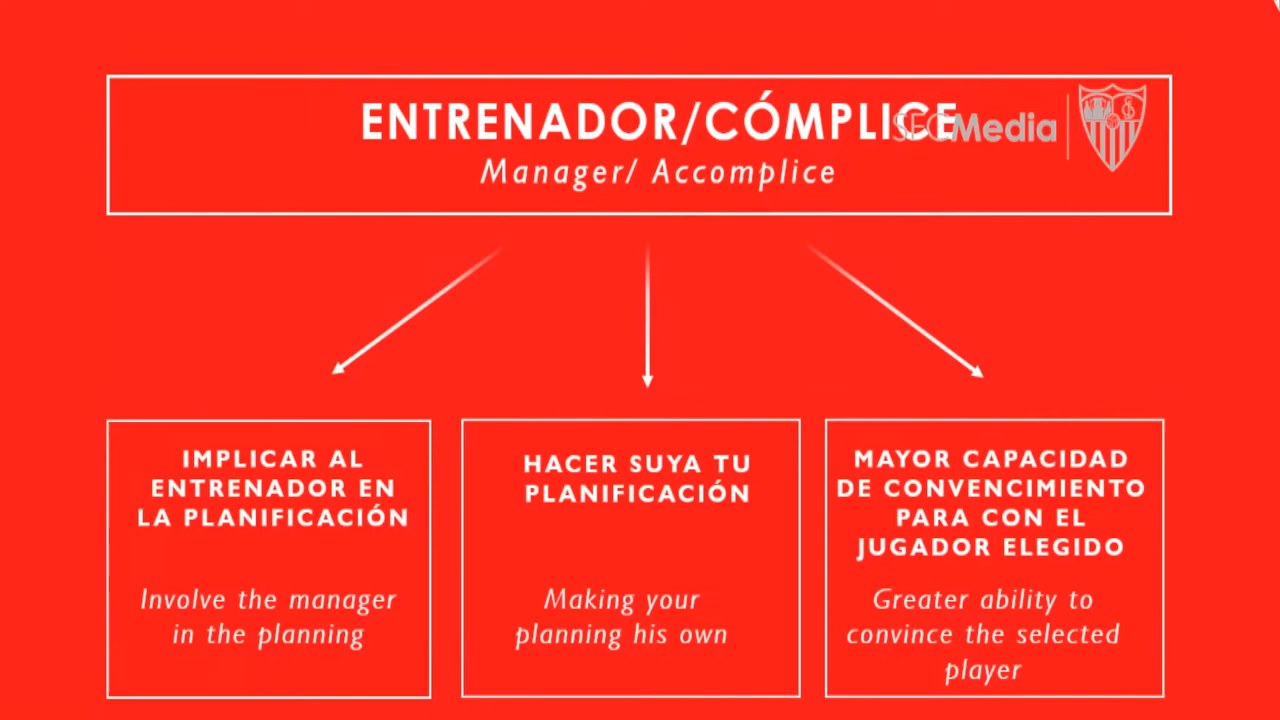 ENTRENADOR/CÓMPLICE
SFCMedia
Manager/ Accomplice
IMPLICAR AL
ENTRENADOR EN
LA PLANIFICACIÓN
Involve the manager
in the planning
HACER SUYA TU
PLANIFICACIÓN
Making your
planning his own
MAYOR CAPACIDAD
DE CONVENCIMIENTO
PARA CON EL
JUGADOR ELEGIDO
Greater ability to
convince the selected
player